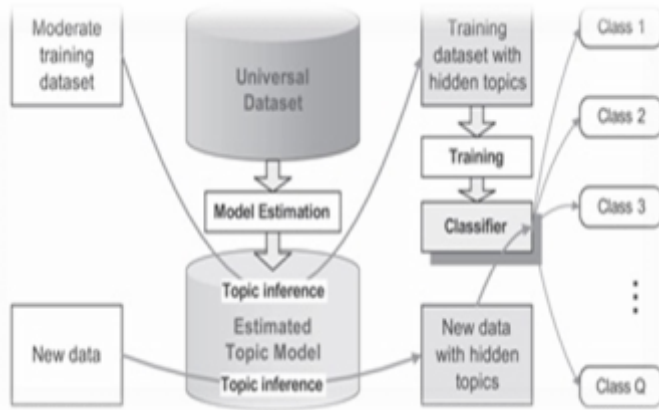 Moderate
training
dataset
Universal
Dataset
Training
dataset with
hidden topics
Class 1
Class 2
Training
Model Estimation
Classifier
Class 3
Topic inference
Estimated
Topic Model
New data
Topic inference
New data
with hidden
topics
Class Q